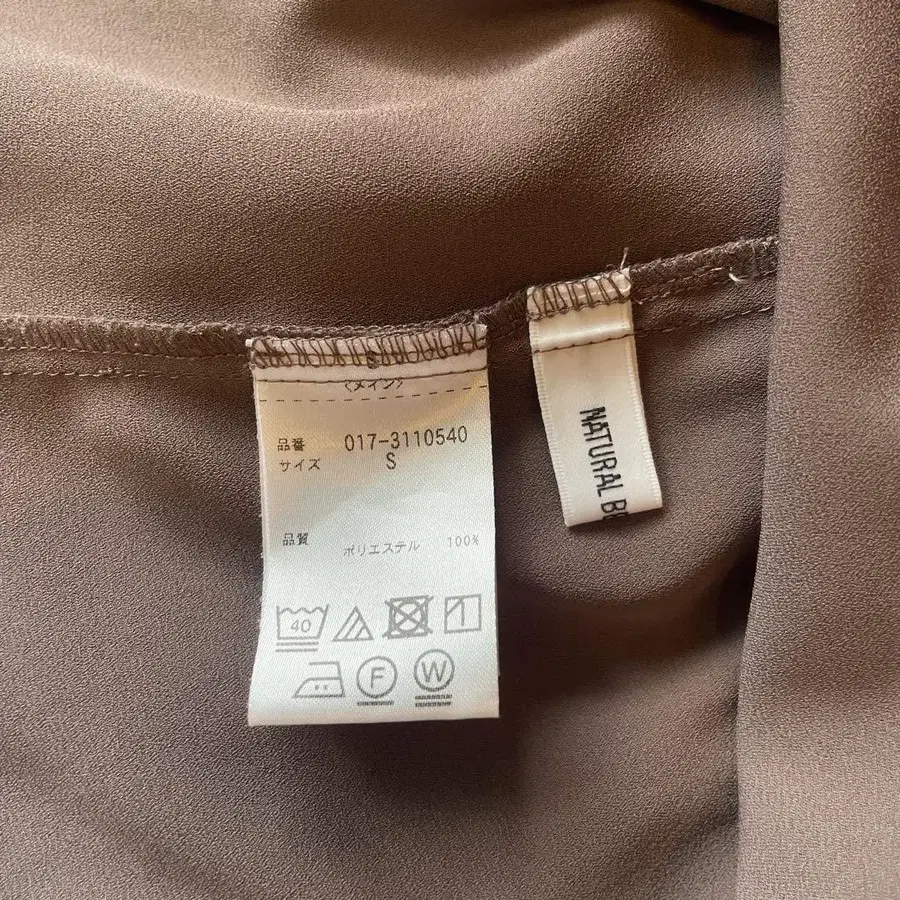 〈メイン〉
品番 017-3110540
サイズ S
品質 ポリエステル 100%
40
F
W
NATURAL BE